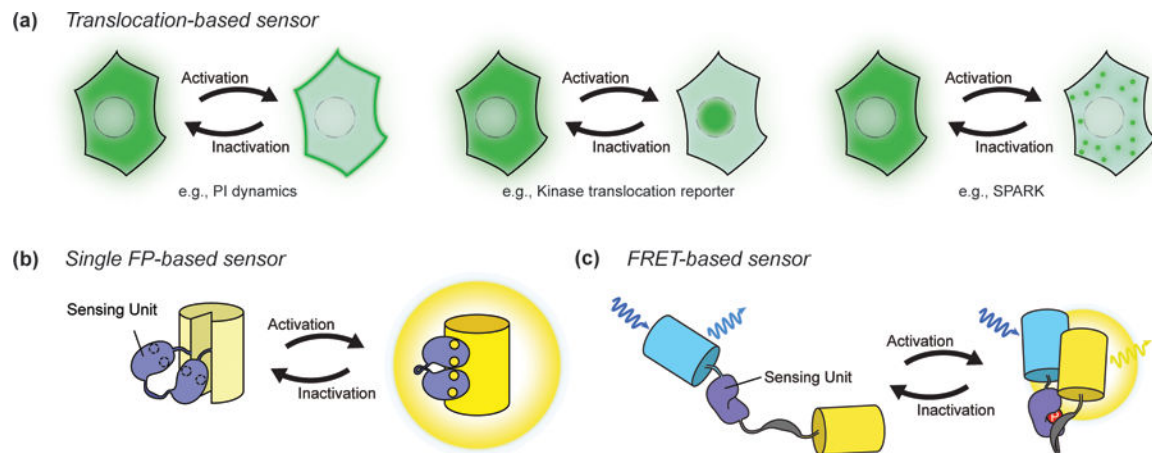 (a) Translocation-based sensor
Activation
Inactivation
e.g., PI dynamics
Activation
Inactivation
e.g., Kinase translocation reporter
Activation
Inactivation
e.g., SPARK
(b) Single FP-based sensor
Sensing Unit
Activation
Inactivation
(c) FRET-based sensor
Sensing Unit
Activation
Inactivation